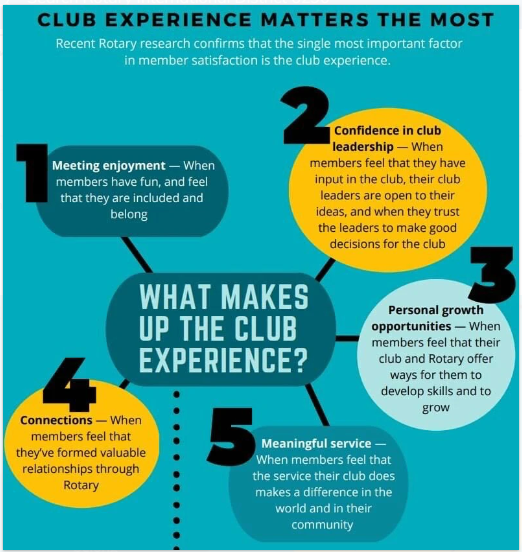 CLUB EXPERIENCE MATTERS THE MOST
Recent Rotary research confirms that the single most important factor
in member satisfaction is the club experience.
1
Meeting enjoyment — When
members have fun, and feel
that they are included and
belong
2
Confidence in club
leadership — When
members feel that they have
input in the club, their club
leaders are open to their
ideas, and when they trust
the leaders to make good
decisions for the club
WHAT MAKES
UP THE CLUB
EXPERIENCE?
3
Personal growth
opportunities — When
members feel that their
club and Rotary offer
ways for them to
develop skills and to
grow
4
Connections — When
members feel that
they've formed valuable
relationships through
Rotary
5
Meaningful service —
When members feel that
the service their club does
makes a difference in the
world and in their
community